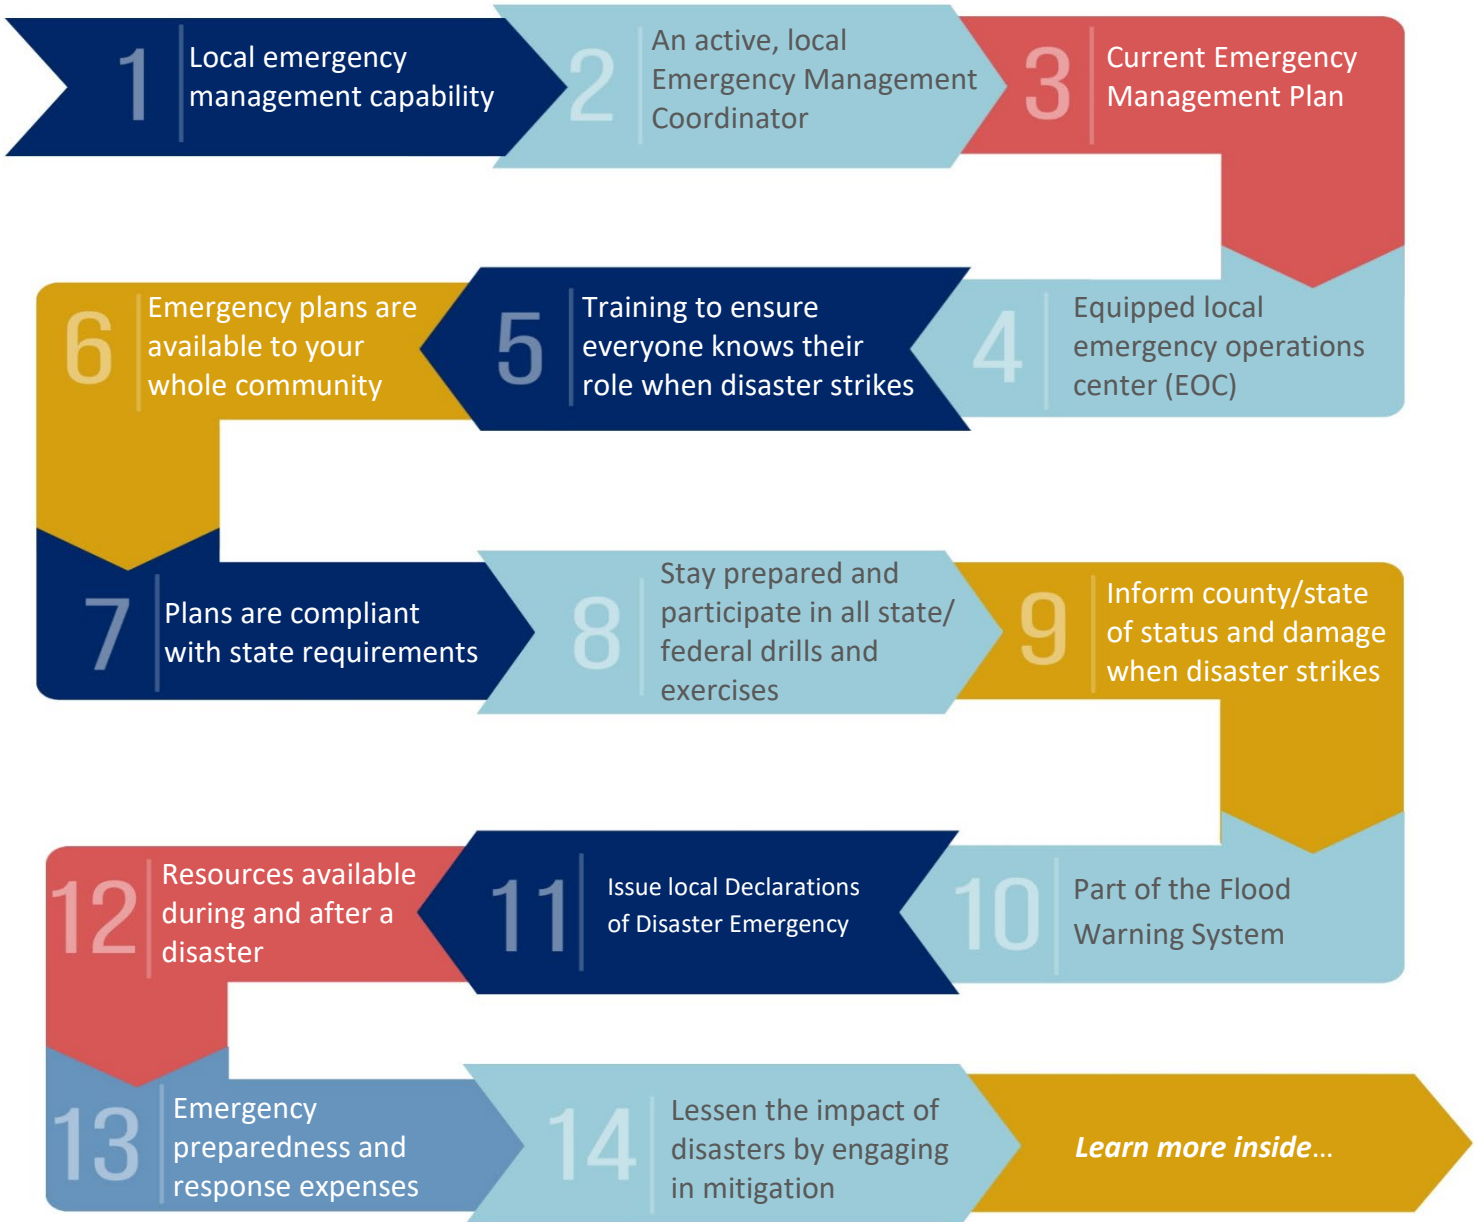 1
Local emergency
management capability
2
An active, local
Emergency Management
Coordinator
3
Current Emergency
Management Plan
4
Equipped local
emergency operations
center (EOC)
5
Training to ensure
everyone knows their
role when disaster strikes
6
Emergency plans are
available to your
whole community
7
Plans are compliant
with state requirements
8
Stay prepared and
participate in all state/
federal drills and
exercises
9
Inform county/state
of status and damage
when disaster strikes
10
Part of the Flood
Warning System
11
Issue local Declarations
of Disaster Emergency
12
Resources available
during and after a
disaster
13
Emergency
preparedness and
response expenses
14
Lessen the impact of
disasters by engaging
in mitigation
Learn more inside...